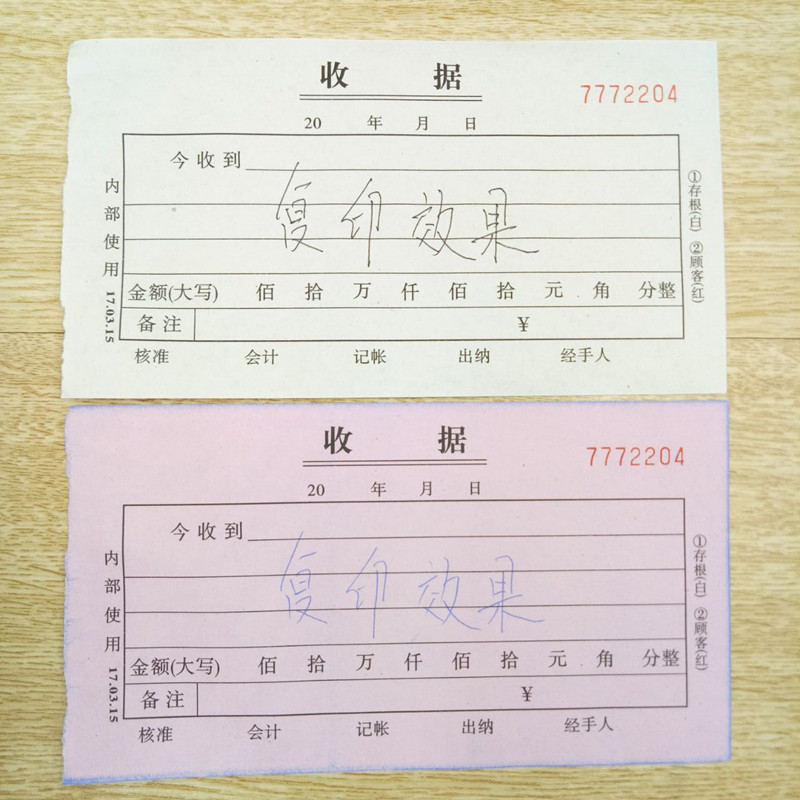 收 据
7772204
20 年 月 日
今收到
复印效果
金额(大写) 佰 拾 万 仟 佰 拾 元 角 分整
备注 ¥
核准 会计 记帐 出纳 经手人
内部使用 17.03.15
①存根(白) ②顾客(红)
收 据
7772204
20 年 月 日
今收到
复印效果
金额(大写) 佰 拾 万 仟 佰 拾 元 角 分整
备注 ¥
核准 会计 记帐 出纳 经手人
内部使用 17.03.15
①存根(白) ②顾客(红)